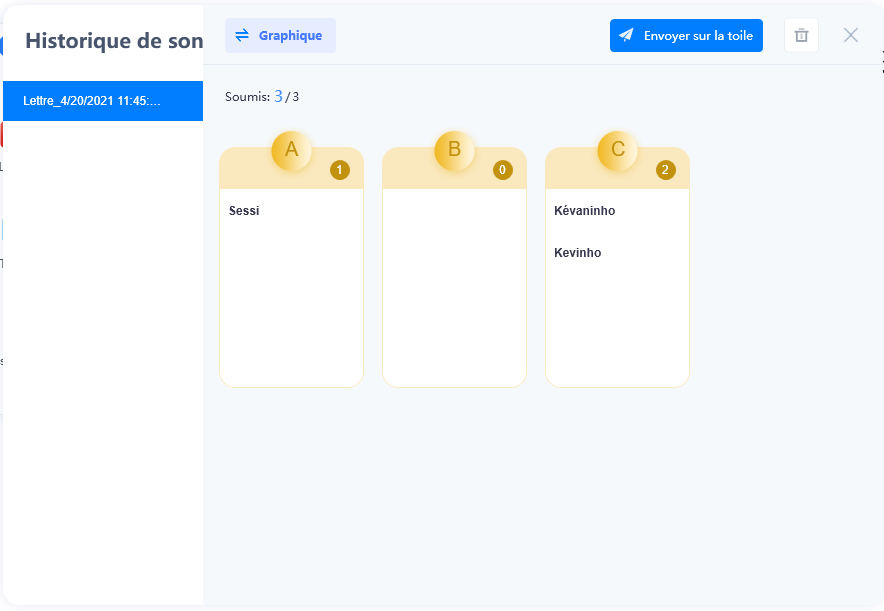 Historique de son
Graphique
Envoyer sur la toile
Lettre_4/20/2021 11:45:...
Soumis: 3/3
A
1
B
0
C
2
Sessi
Kévaninho
Kevinho